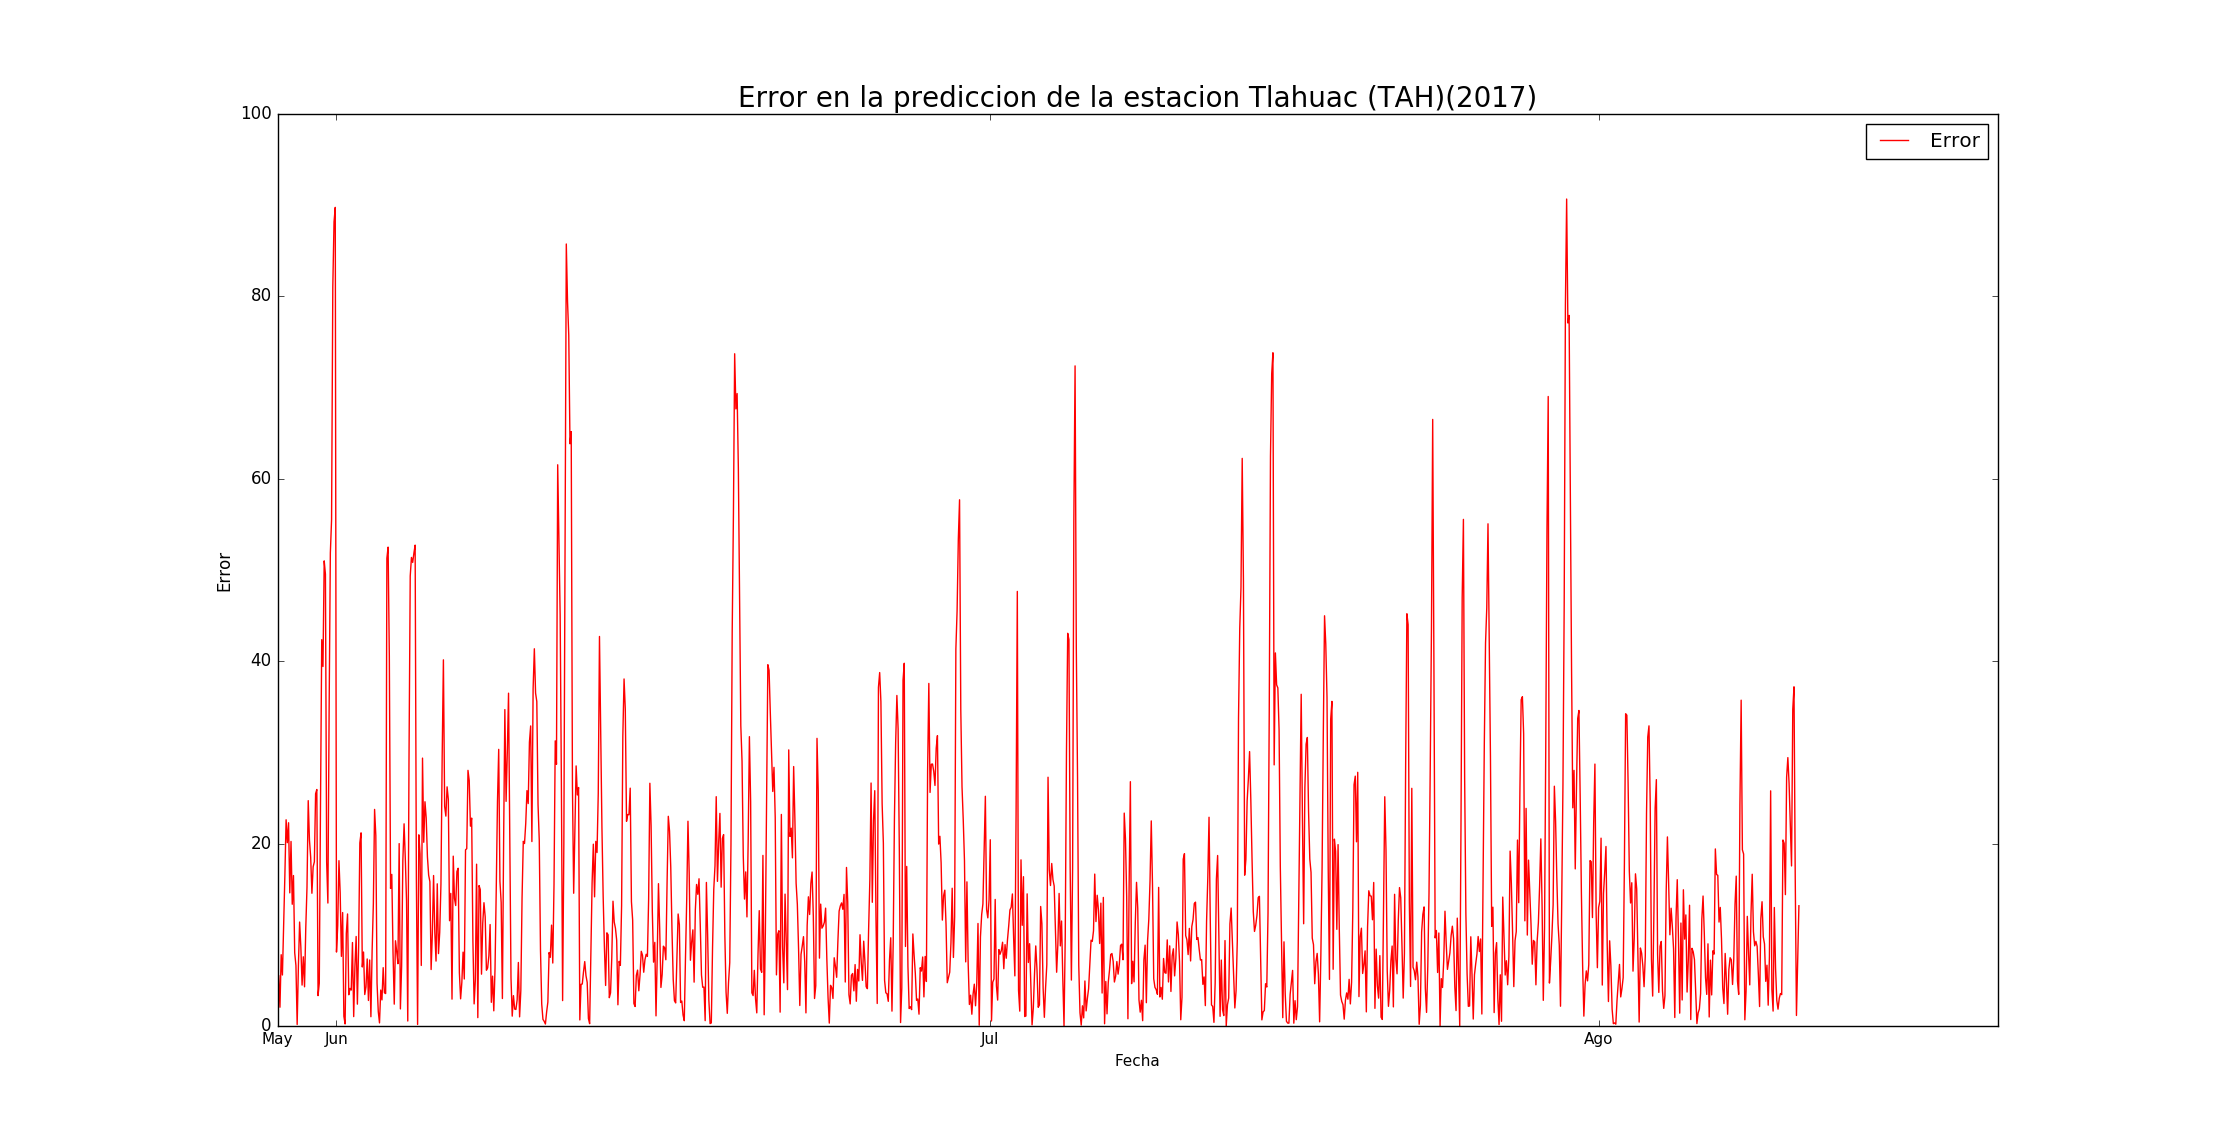 Error en la prediccion de la estacion Tlahuac (TAH)(2017)
Error
100
80
60
40
20
0
Error
May Jun Jul Ago
Fecha